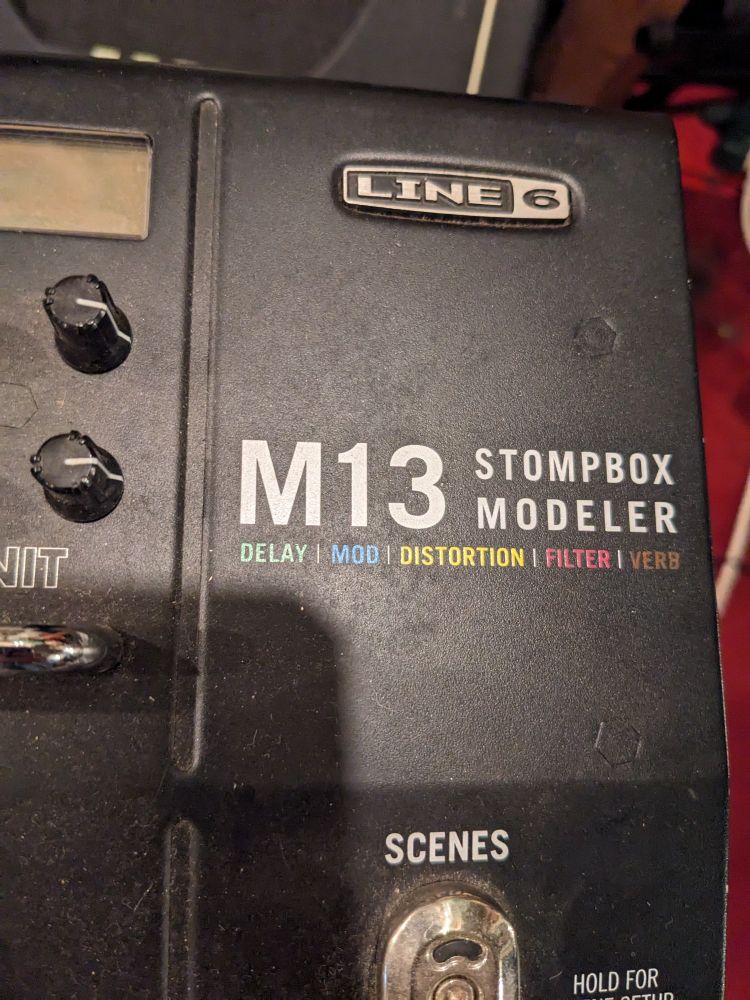 LINE 6
M13 STOMPBOX
MODELER
DELAY | MOD | DISTORTION | FILTER | VERB
SCENES
HOLD FOR